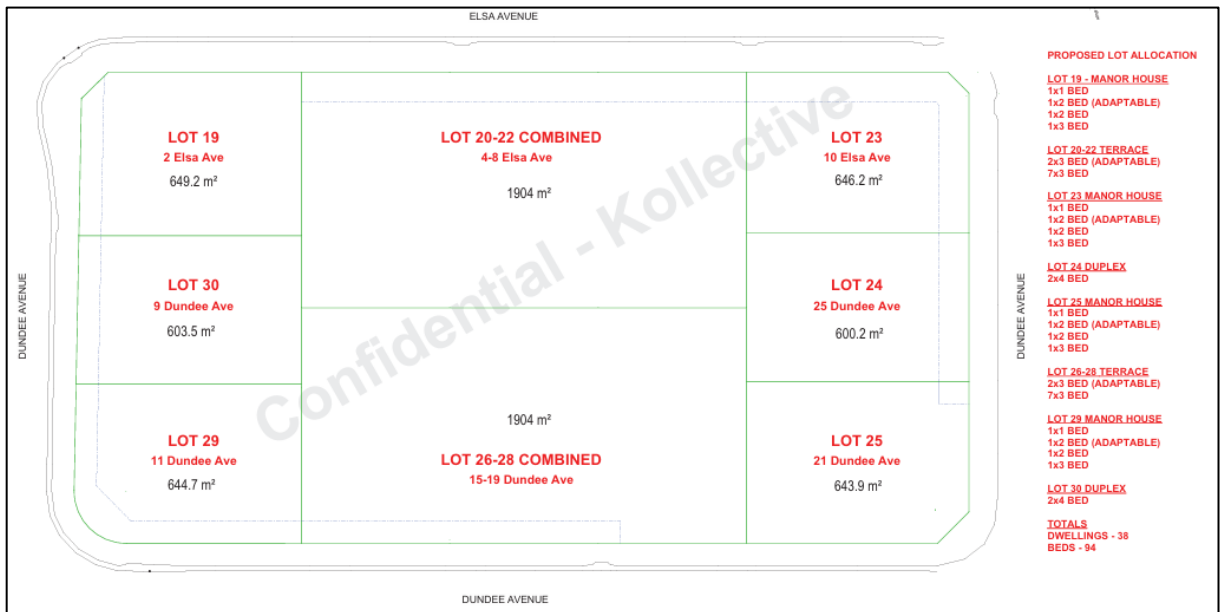 ELSA AVENUE
LOT 19
2 Elsa Ave
649.2 m²
LOT 20-22 COMBINED
4-8 Elsa Ave
1904 m²
LOT 23
10 Elsa Ave
646.2 m²
LOT 30
9 Dundee Ave
603.5 m²
LOT 24
25 Dundee Ave
600.2 m²
LOT 29
11 Dundee Ave
644.7 m²
1904 m²
LOT 26-28 COMBINED
15-19 Dundee Ave
LOT 25
21 Dundee Ave
643.9 m²
DUNDEE AVENUE
DUNDEE AVENUE
DUNDEE AVENUE
Confidential - Kollective
PROPOSED LOT ALLOCATION
LOT 19 - MANOR HOUSE
1x1 BED
1x2 BED (ADAPTABLE)
1x2 BED
1x3 BED
LOT 20-22 TERRACE
2x3 BED (ADAPTABLE)
7x3 BED
LOT 23 MANOR HOUSE
1x1 BED
1x2 BED (ADAPTABLE)
1x2 BED
1x3 BED
LOT 24 DUPLEX
2x4 BED
LOT 25 MANOR HOUSE
1x1 BED
1x2 BED (ADAPTABLE)
1x2 BED
1x3 BED
LOT 26-28 TERRACE
2x3 BED (ADAPTABLE)
7x3 BED
LOT 29 MANOR HOUSE
1x1 BED
1x2 BED (ADAPTABLE)
1x2 BED
1x3 BED
LOT 30 DUPLEX
2x4 BED
TOTALS
DWELLINGS - 38
BEDS - 94